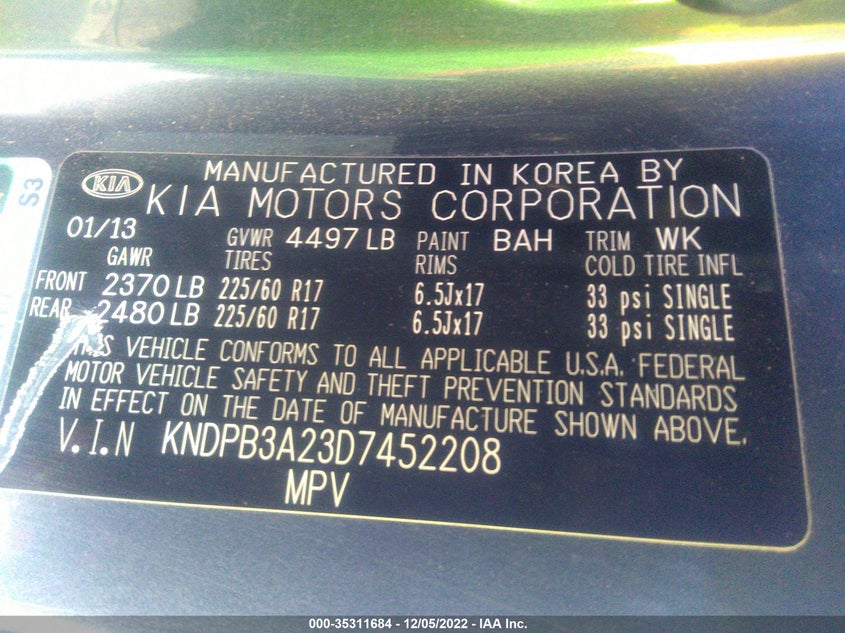 S3
KIA MANUFACTURED IN KOREA BY
KIA MOTORS CORPORATION
01/13 GVWR 4497 LB PAINT BAH TRIM WK
GAWR TIRES RIMS COLD TIRE INFL
FRONT 2370 LB 225/60 R17 6.5Jx17 33 psi SINGLE
REAR 2480 LB 225/60 R17 6.5Jx17 33 psi SINGLE
THIS VEHICLE CONFORMS TO ALL APPLICABLE U.S.A. FEDERAL
MOTOR VEHICLE SAFETY AND THEFT PREVENTION STANDARDS
IN EFFECT ON THE DATE OF MANUFACTURE SHOWN ABOVE.
V.I.N KNDPB3A23D7452208
MPV
000-35311684 - 12/05/2022 - IAA Inc.